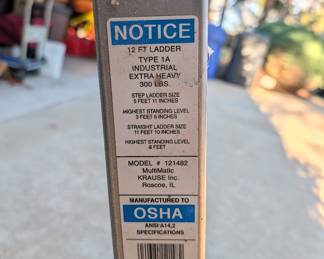 NOTICE
12 FT LADDER
TYPE 1A
INDUSTRIAL
EXTRA HEAVY
300 LBS.
STEP LADDER SIZE
5 FEET 11 INCHES
HIGHEST STANDING LEVEL
3 FEET 6 INCHES
STRAIGHT LADDER SIZE
11 FEET 10 INCHES
HIGHEST STANDING LEVEL
8 FEET
MODEL # 121482
MultiMatic
KRAUSE Inc.
Roscoe, IL
MANUFACTURED TO
OSHA
ANSI A14.2
SPECIFICATIONS